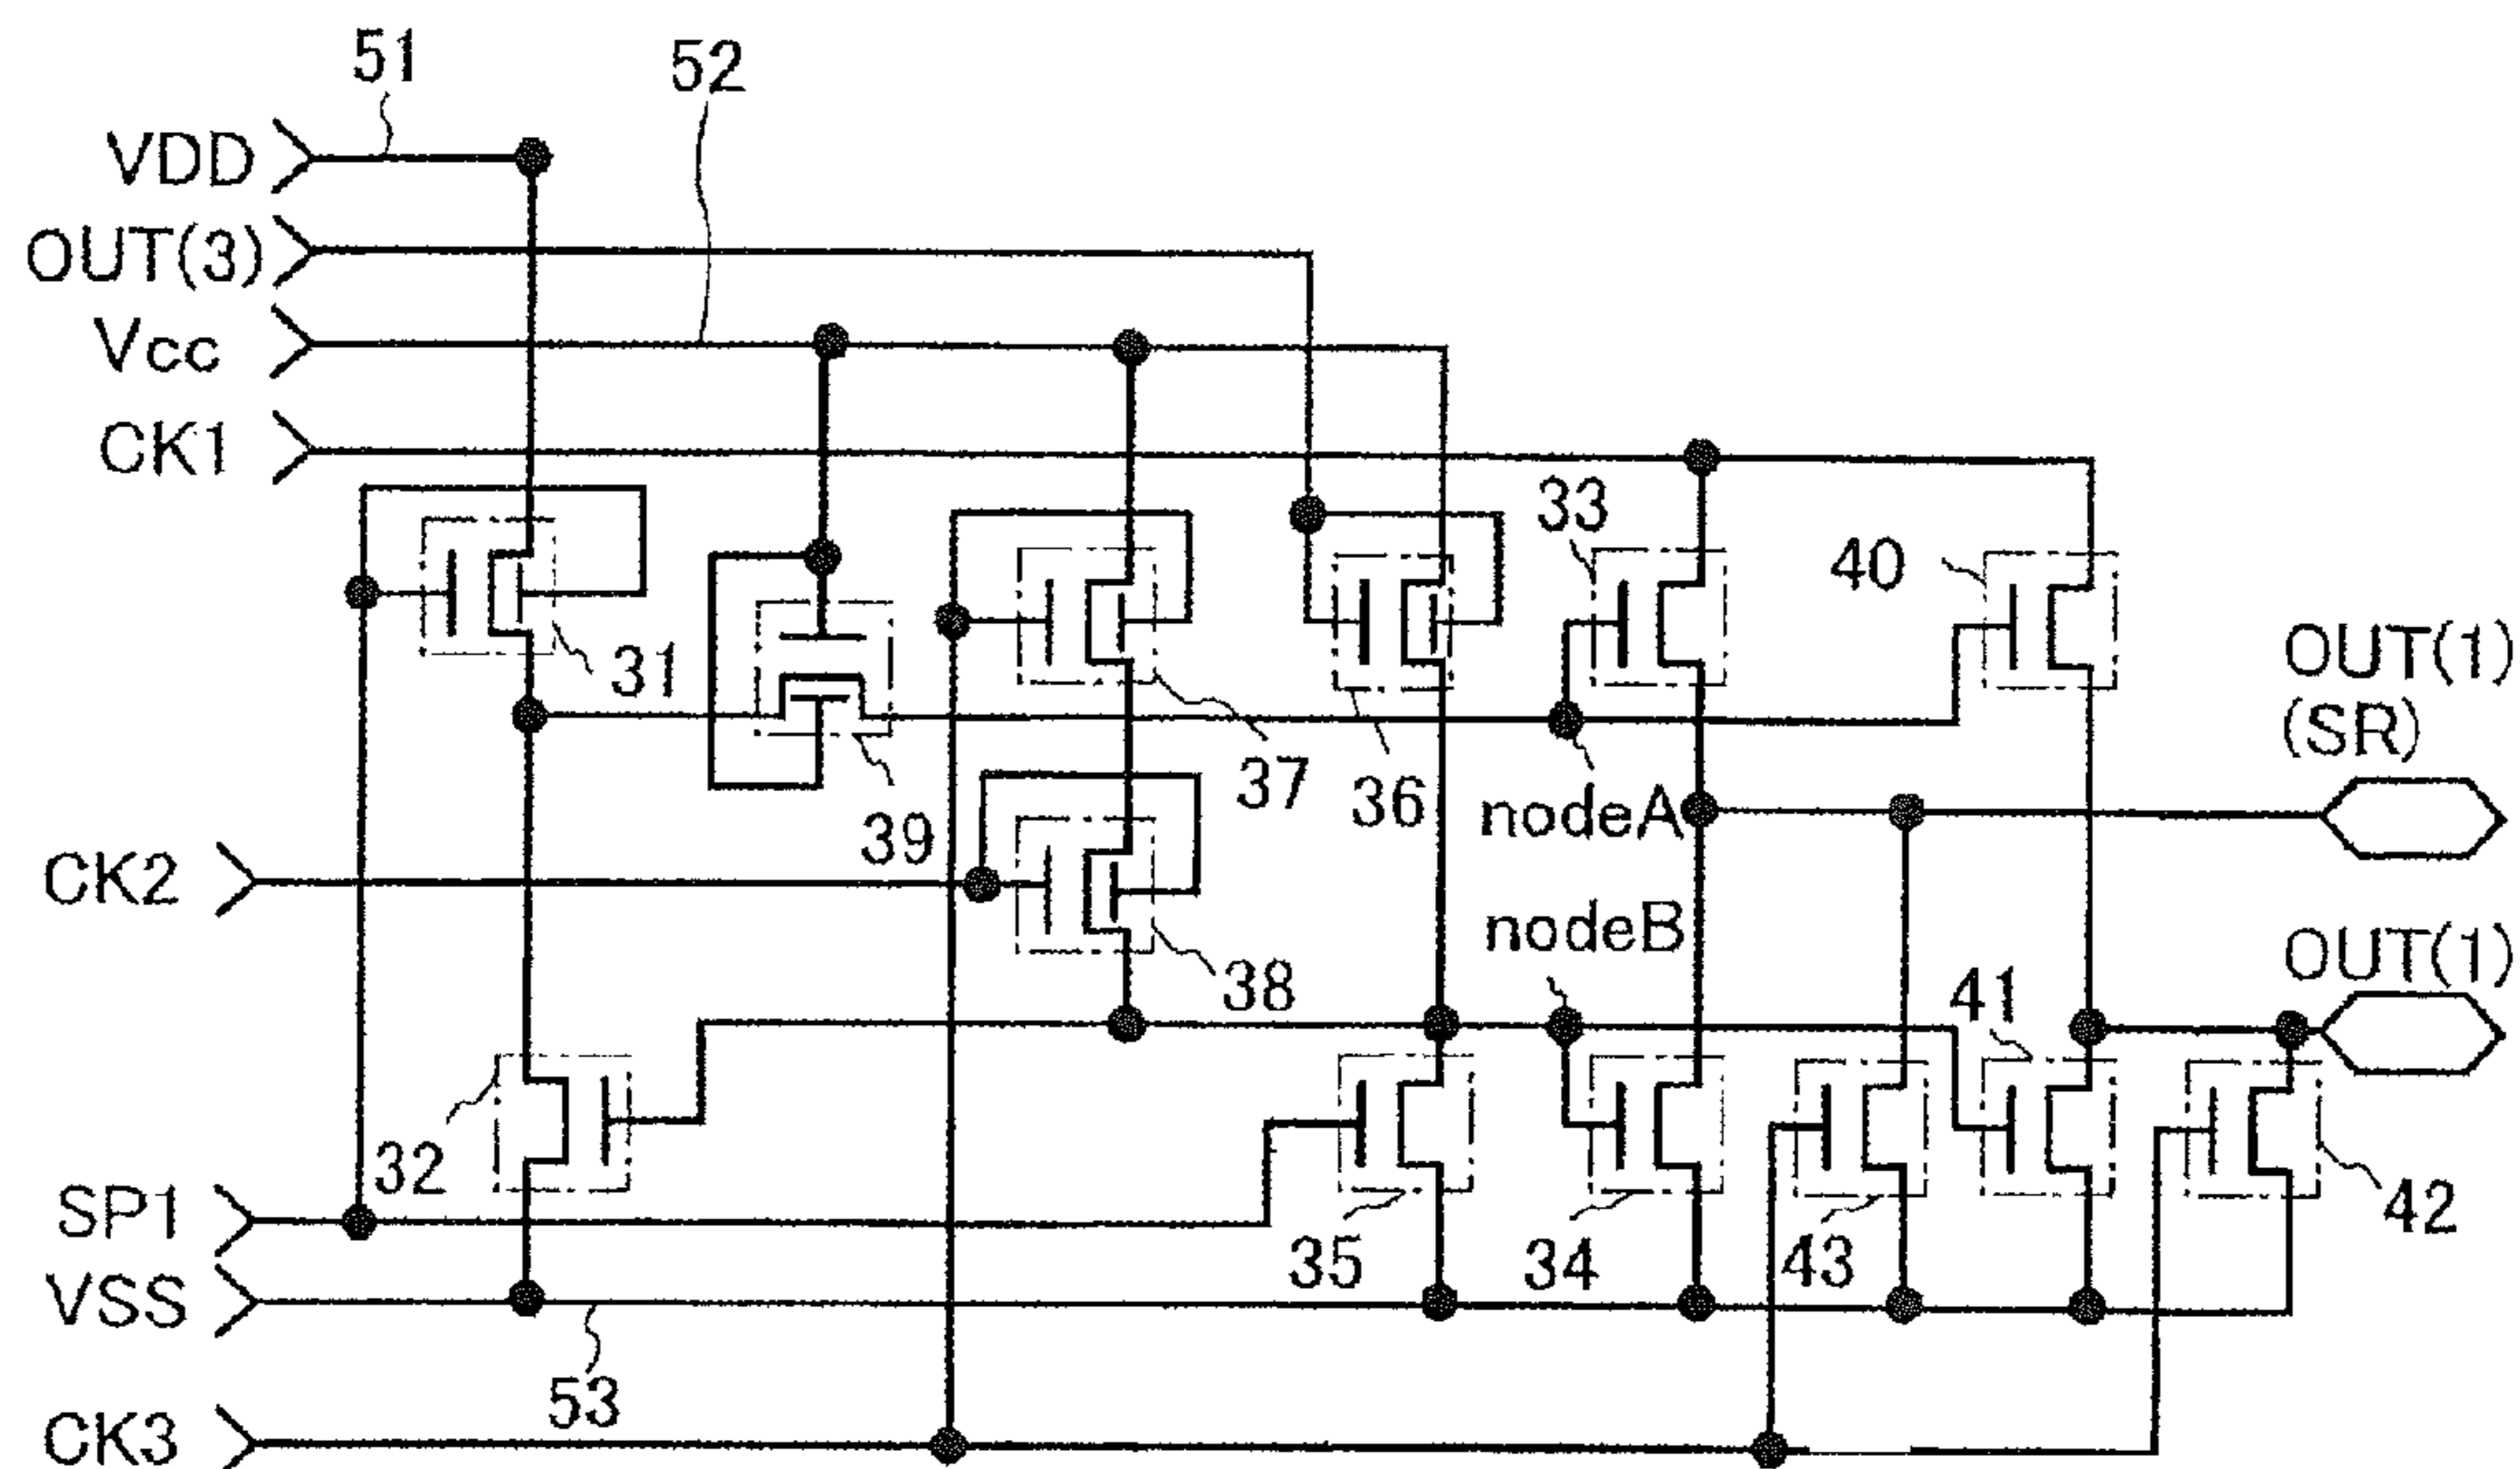 51
52
VDD
OUT(3)
Vcc
CK1
33
40
31
OUT(1)
(SR)
37
36
nodeA
39
CK2
nodeB
38
41
OUT(1)
32
SP1
35
34
43
42
VSS
53
CK3